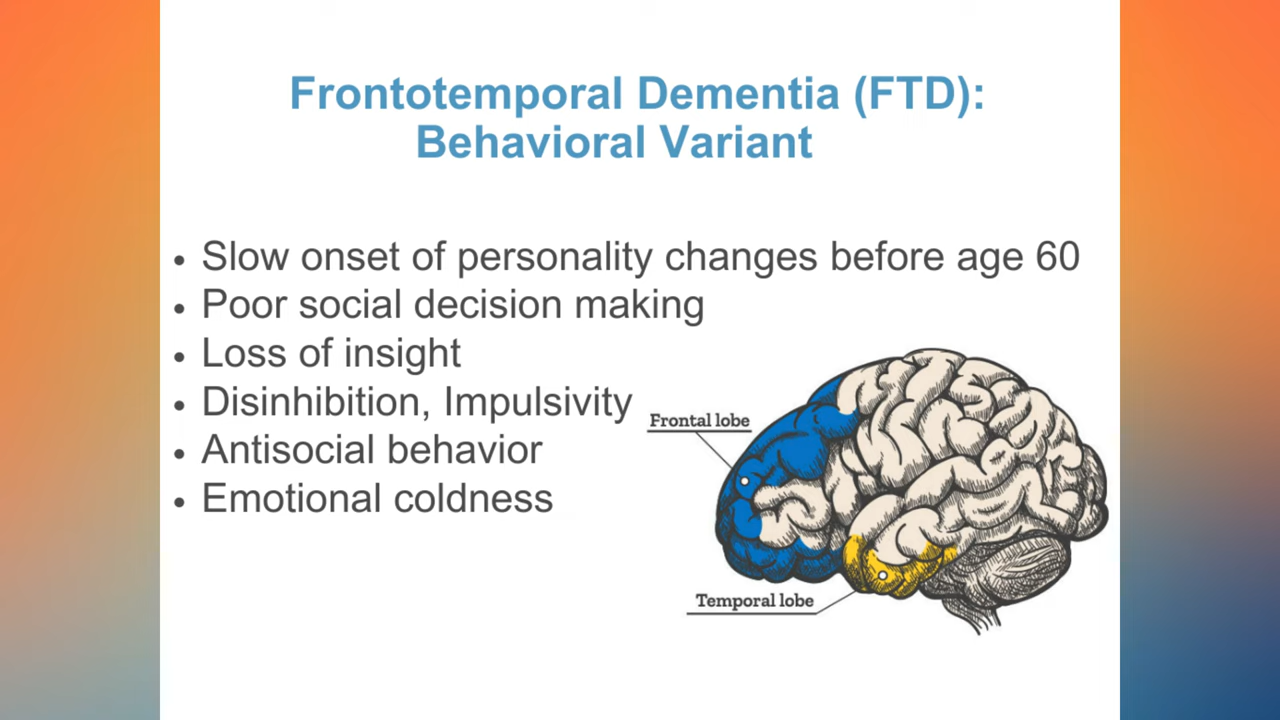 Frontotemporal Dementia (FTD):
Behavioral Variant
• Slow onset of personality changes before age 60
• Poor social decision making
• Loss of insight
• Disinhibition, Impulsivity
• Antisocial behavior
• Emotional coldness
Frontal lobe
Temporal lobe